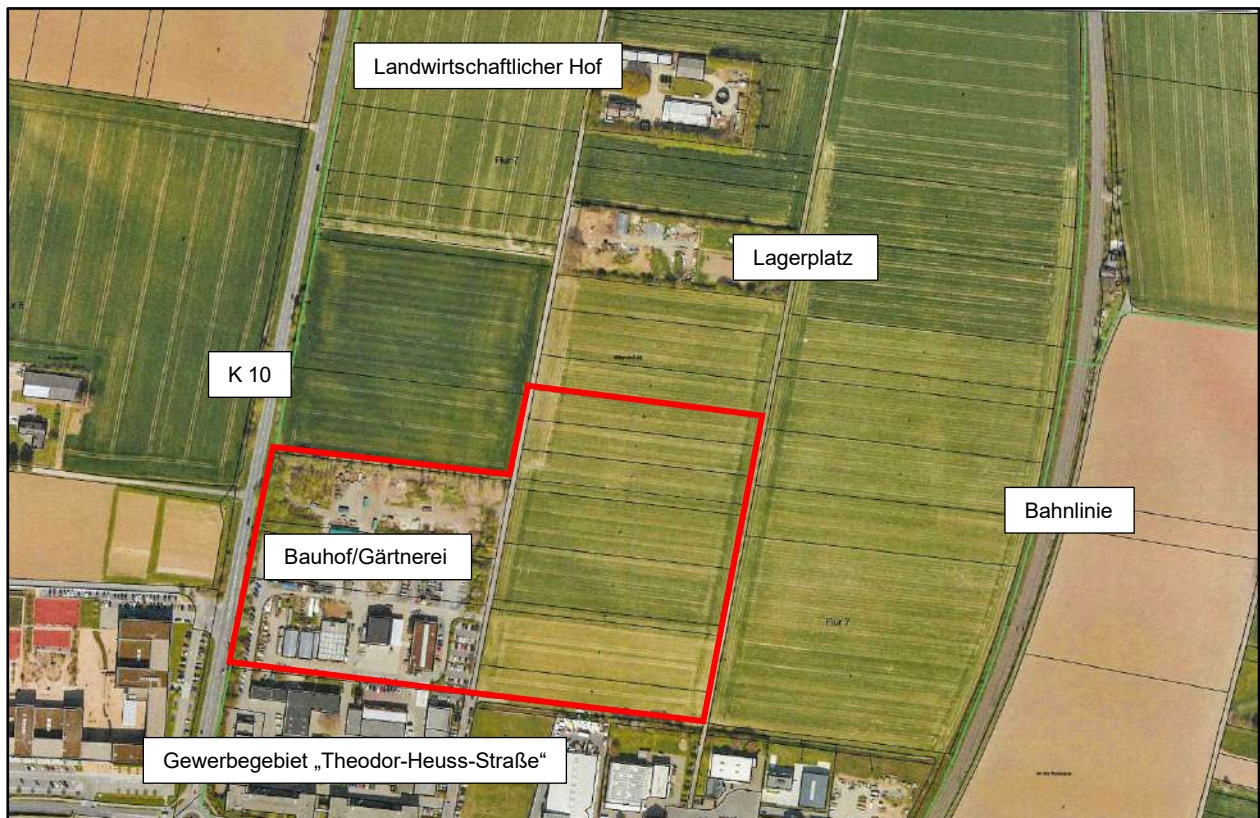 Landwirtschaftlicher Hof
Flur 7
Lagerplatz
K 10
Bahnlinie
Bauhof/Gärtnerei
Flur 7
Gewerbegebiet „Theodor-Heuss-Straße“